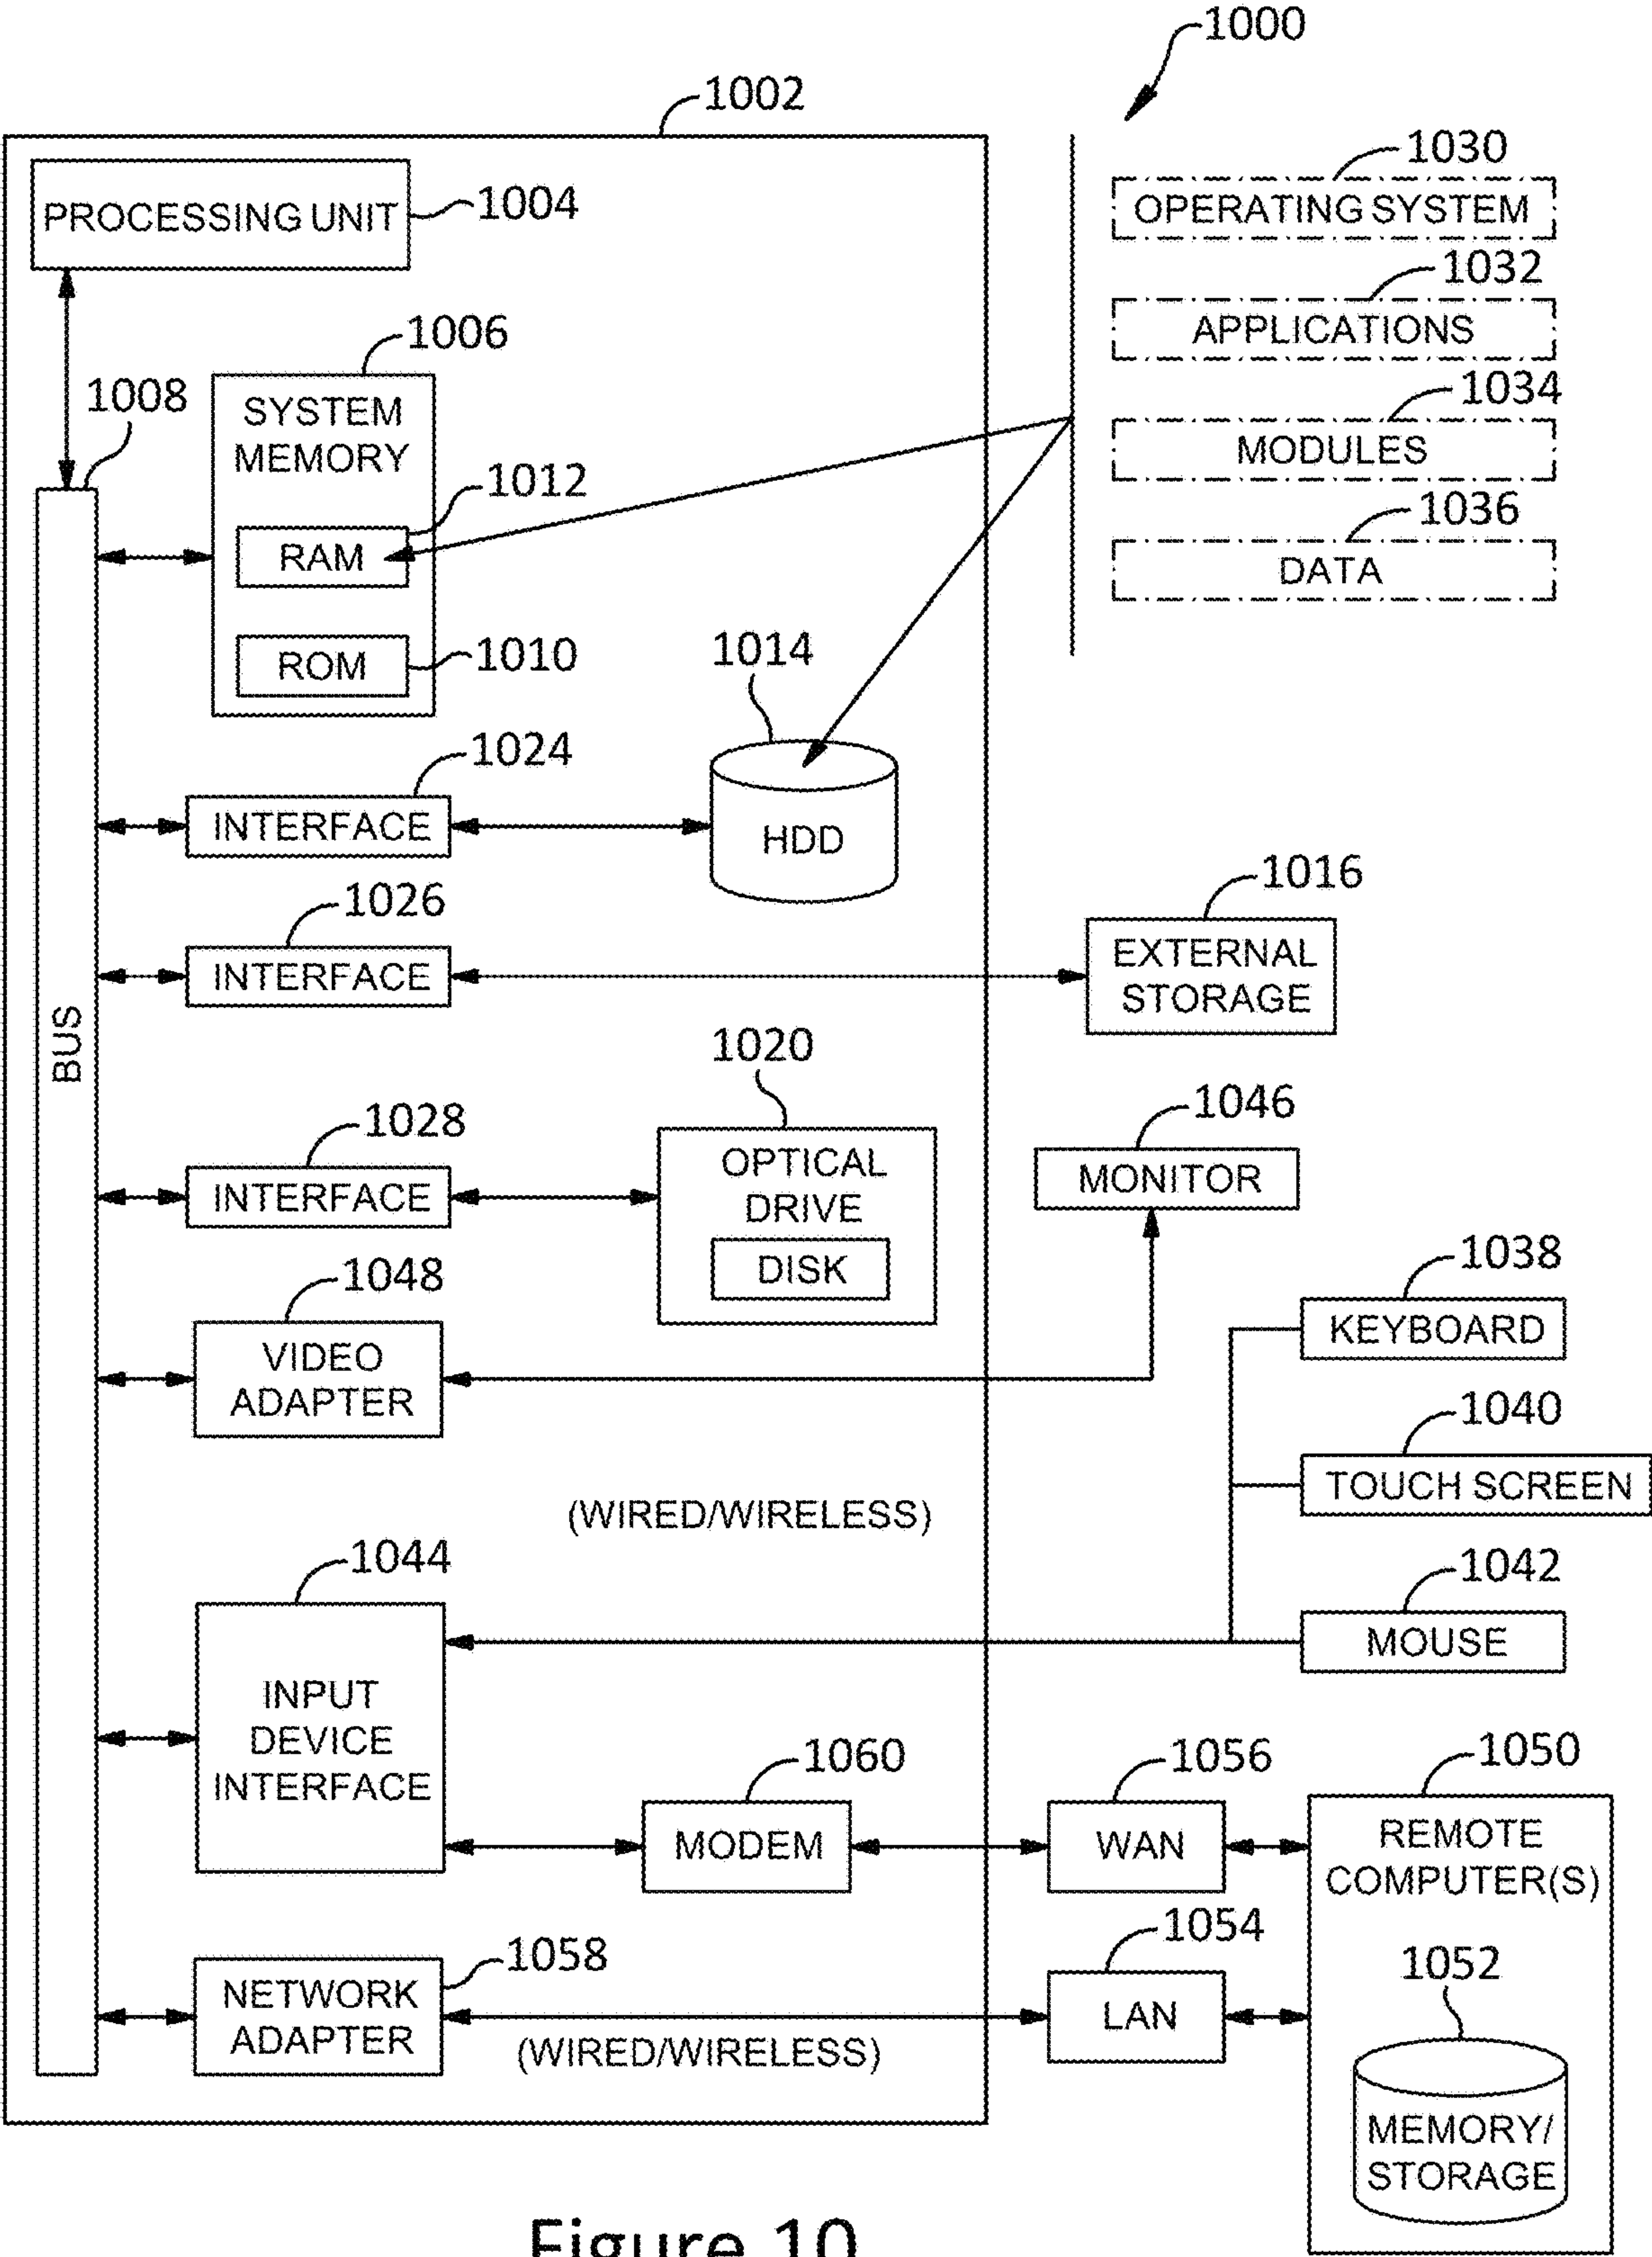 1000
1002
1030
PROCESSING UNIT
1004
OPERATING SYSTEM
1032
APPLICATIONS
1006
1008
SYSTEM
MEMORY
1034
MODULES
1012
RAM
1036
DATA
1010
ROM
1014
HDD
1024
INTERFACE
1016
EXTERNAL
STORAGE
1026
INTERFACE
BUS
1020
OPTICAL
DRIVE
DISK
1046
MONITOR
1028
INTERFACE
1038
KEYBOARD
1048
VIDEO
ADAPTER
1040
TOUCH SCREEN
(WIRED/WIRELESS)
1042
MOUSE
1044
INPUT
DEVICE
INTERFACE
1060
MODEM
1056
WAN
1050
REMOTE
COMPUTER(S)
1054
LAN
1058
NETWORK
ADAPTER
(WIRED/WIRELESS)
1052
MEMORY/
STORAGE
Figure 10